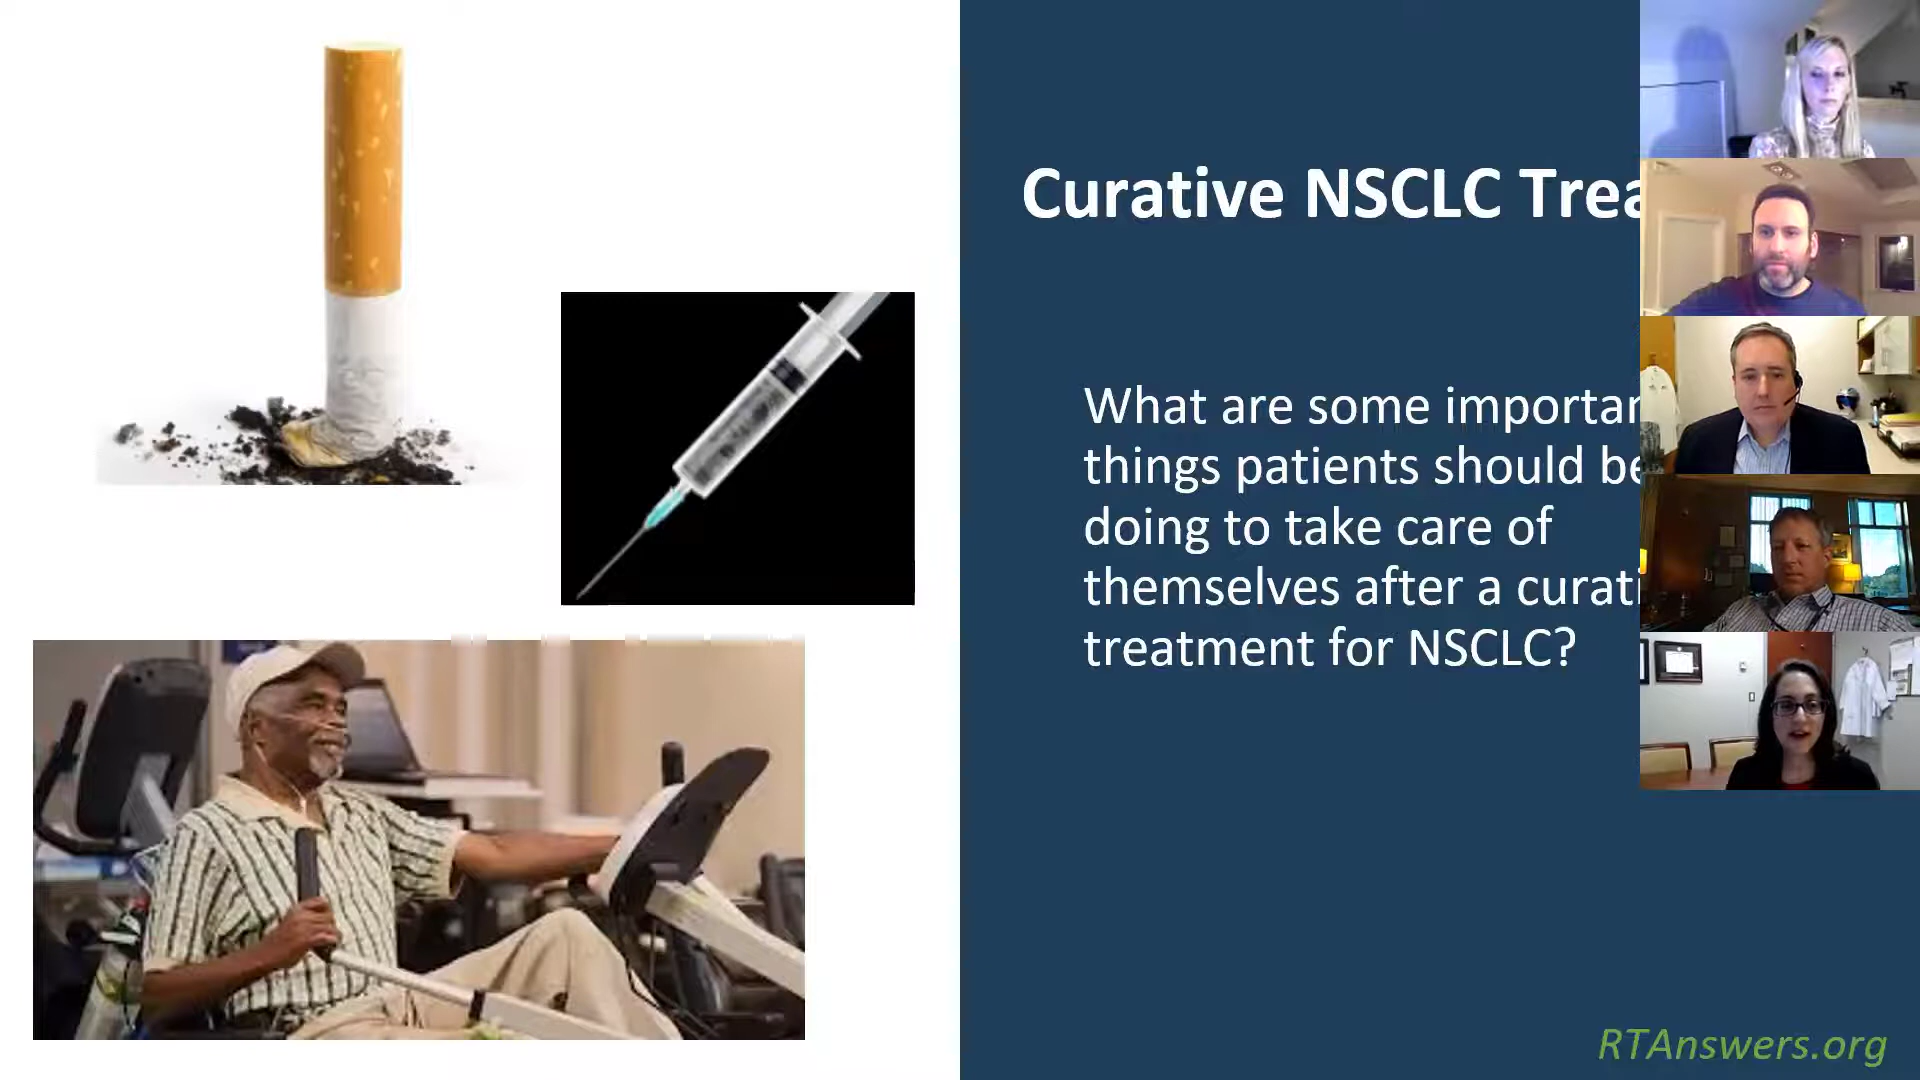 Curative NSCLC Trea
What are some importan
things patients should be
doing to take care of
themselves after a curati
treatment for NSCLC?
RTAnswers.org